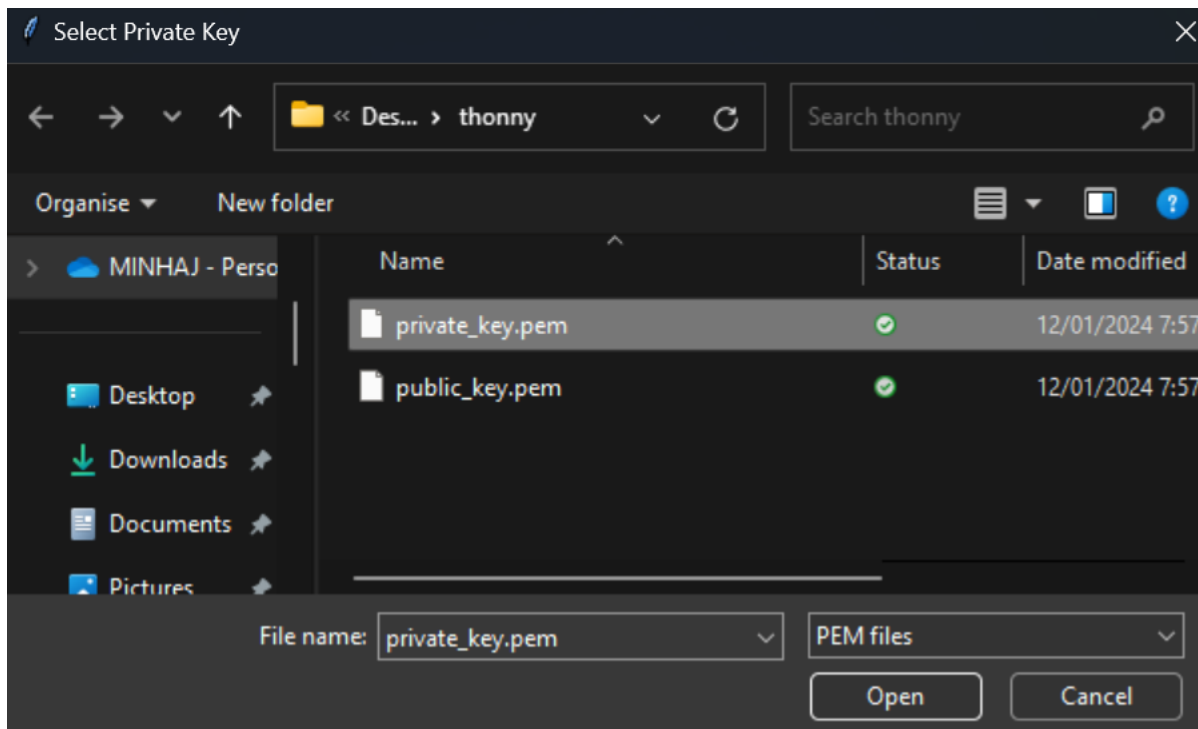 Select Private Key
« Des... › thonny
Search thonny
Organise
New folder
?
MINHAJ - Perso
Name
Status
Date modified
private_key.pem
12/01/2024 7:57
public_key.pem
12/01/2024 7:57
Desktop
Downloads
Documents
Pictures
File name:
private_key.pem
PEM files
Open
Cancel